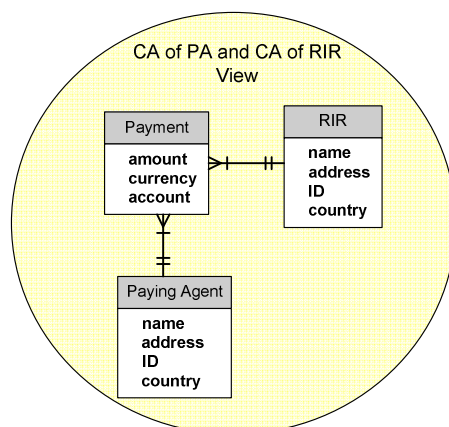 CA of PA and CA of RIR
View
Payment
amount
currency
account
RIR
name
address
ID
country
Paying Agent
name
address
ID
country